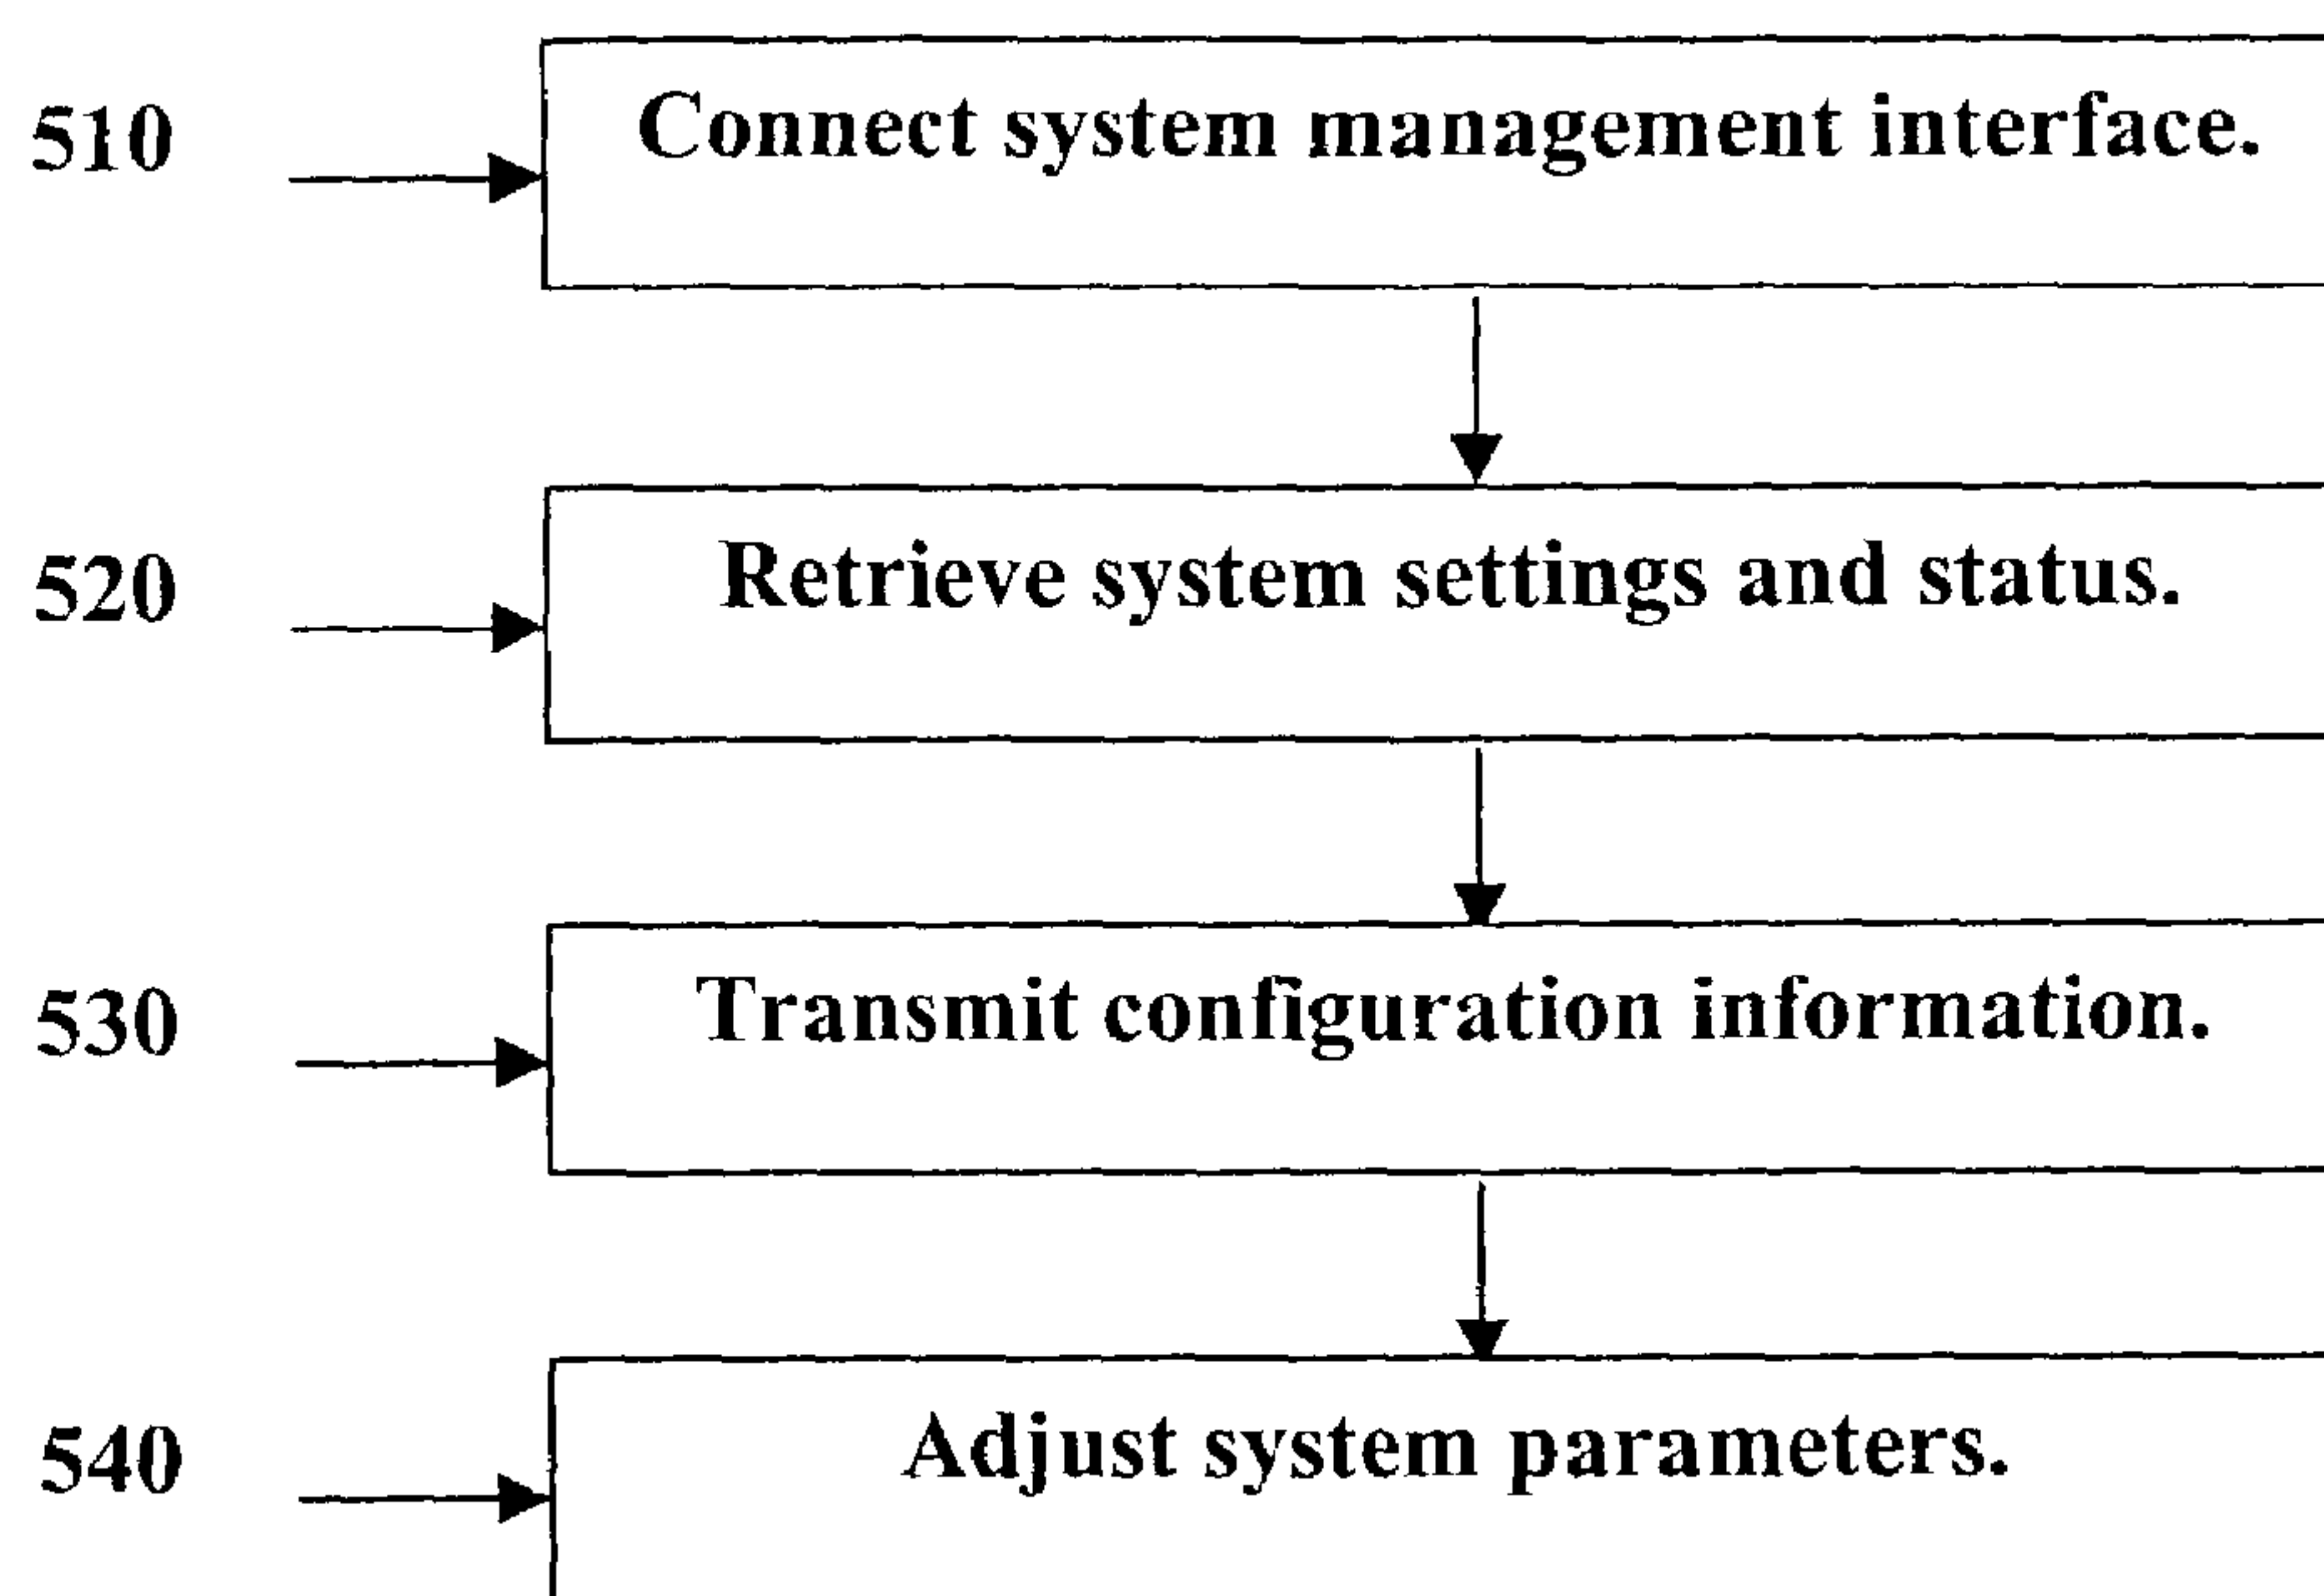 510
Connect system management interface.
520
Retrieve system settings and status.
530
Transmit configuration information.
540
Adjust system parameters.